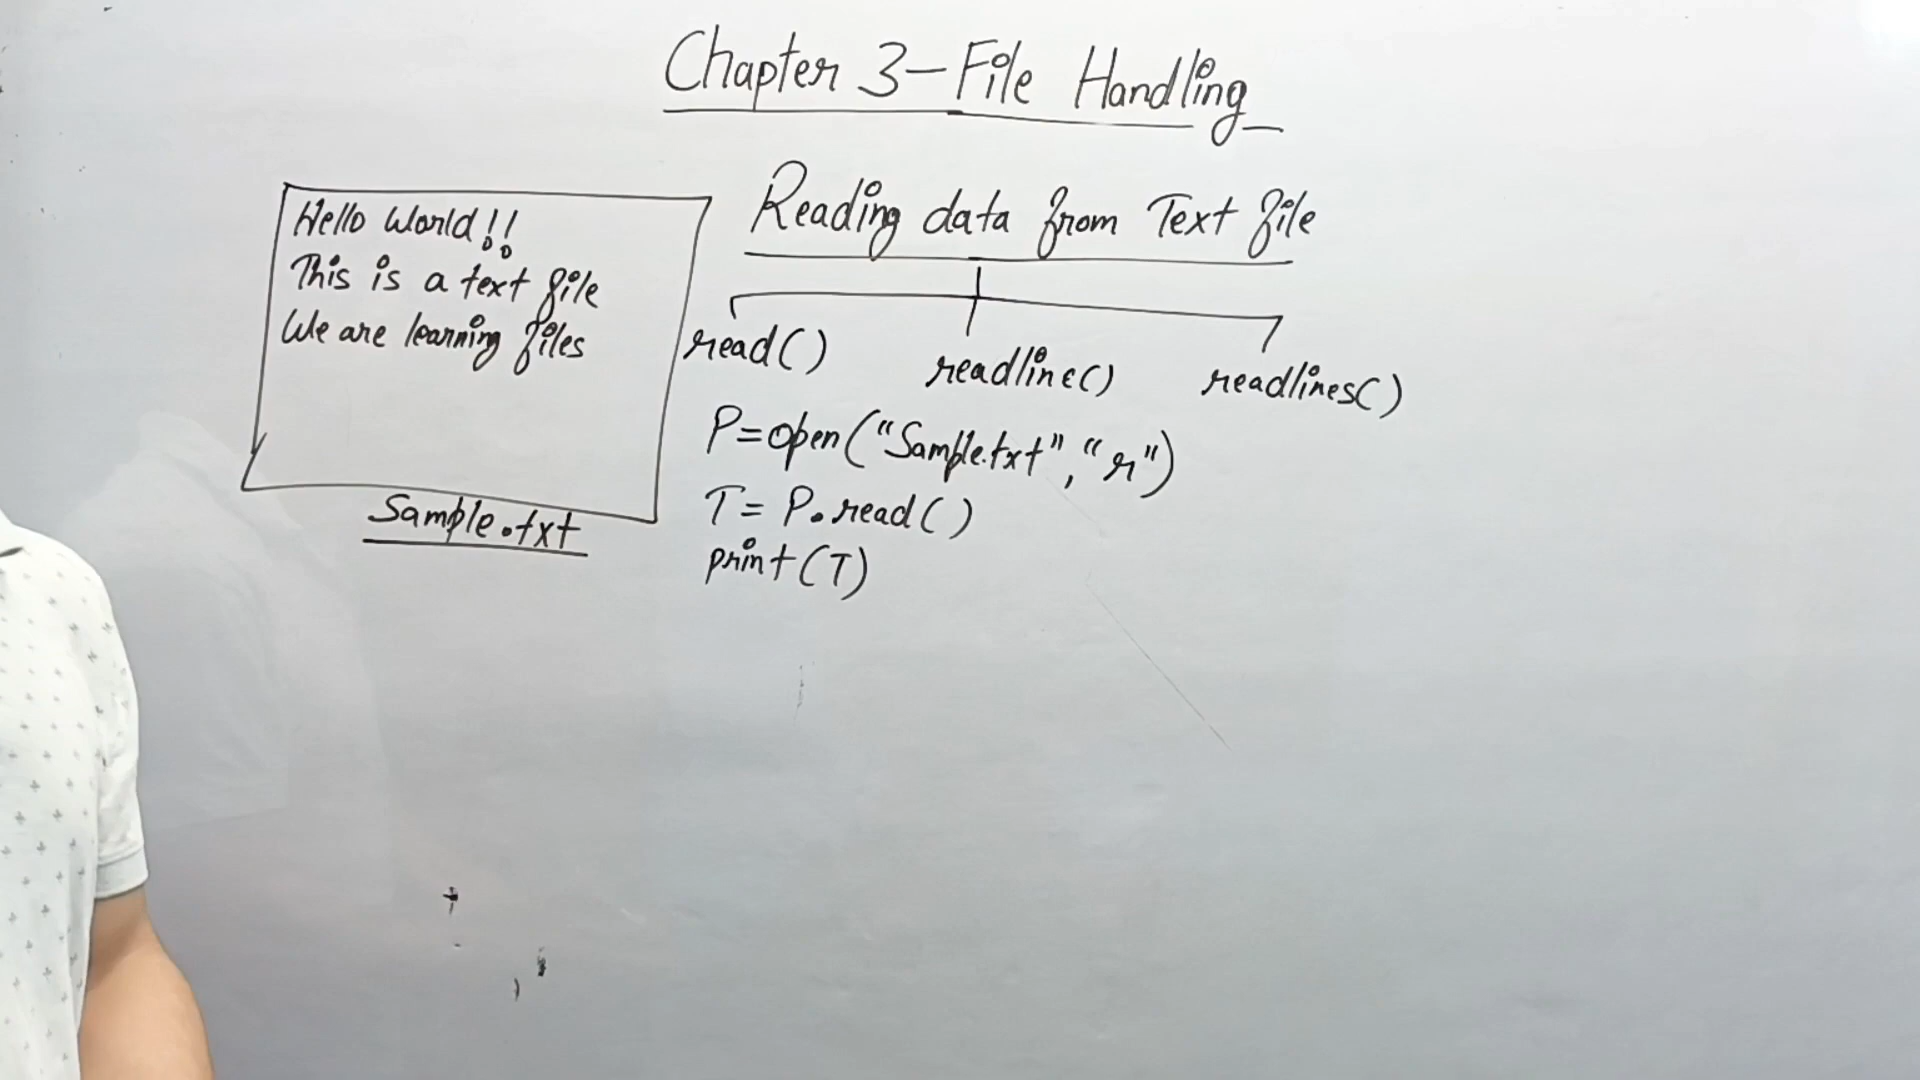 Chapter 3-File Handling
Hello World!!
This is a text file
We are learning files
Sample.txt
Reading data from Text file
read()
readline()
readlines()
P=open("Sample.txt","r")
T= P.read()
print(T)